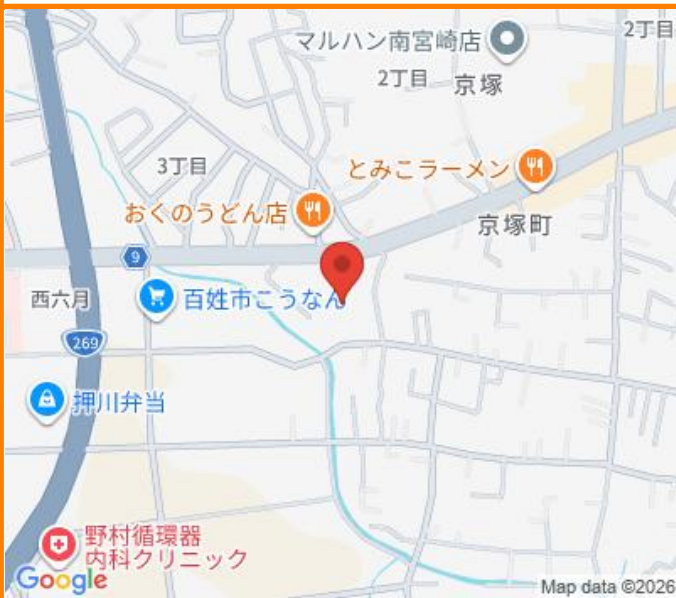 マルハン南宮崎店
2丁目
2丁目
京塚
3丁目
とみこラーメン
おくのうどん店
京塚町
9
西六月
百姓市こうなん
269
押川弁当
野村循環器
内科クリニック
Google
Map data ©2026